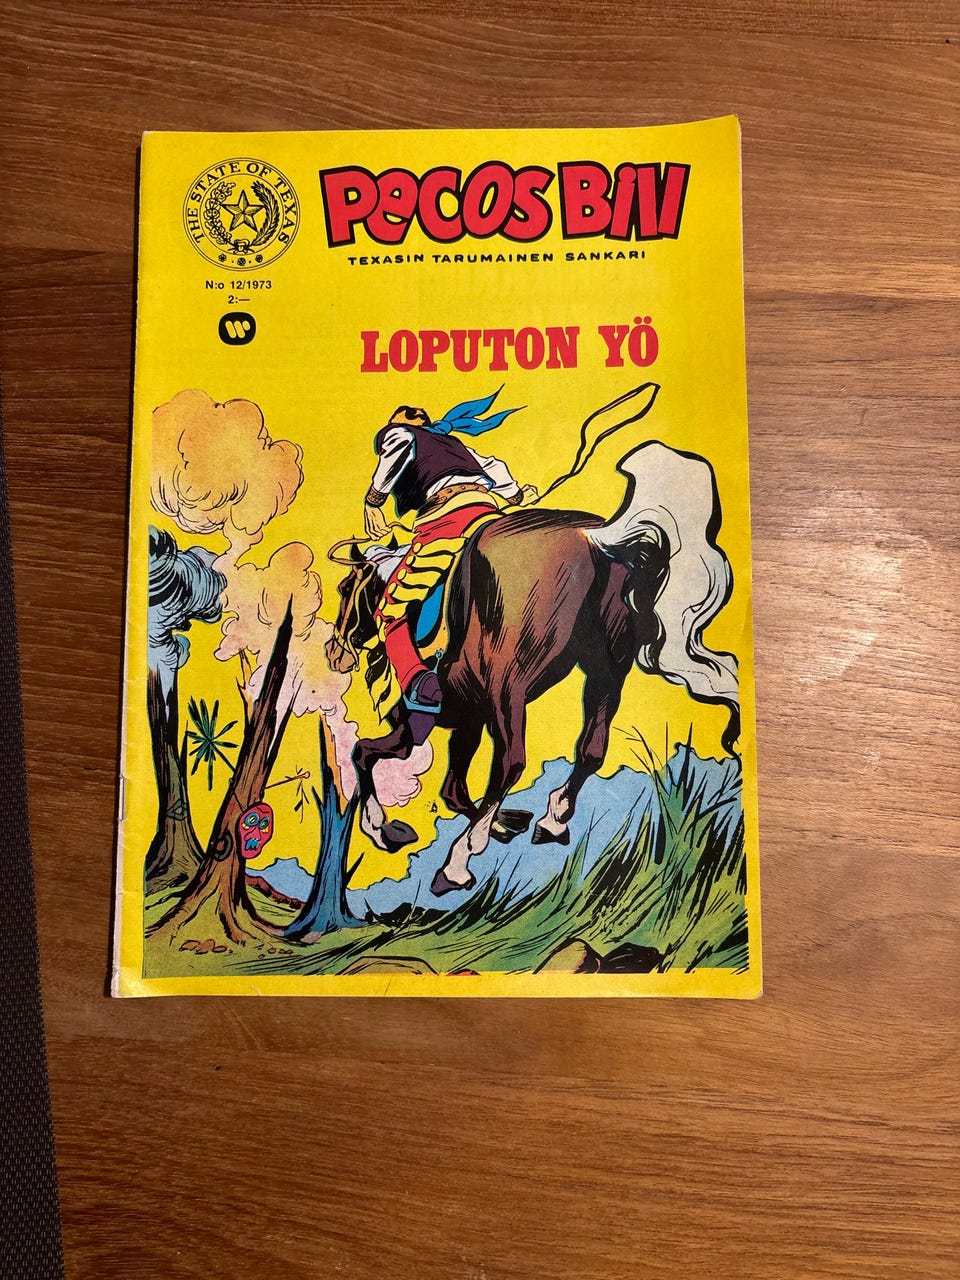 THE STATE OF TEXAS
PECOS BILL
TEXASIN TARUMAINEN SANKARI
N:o 12/1973
2:—
LOPUTON YÖ